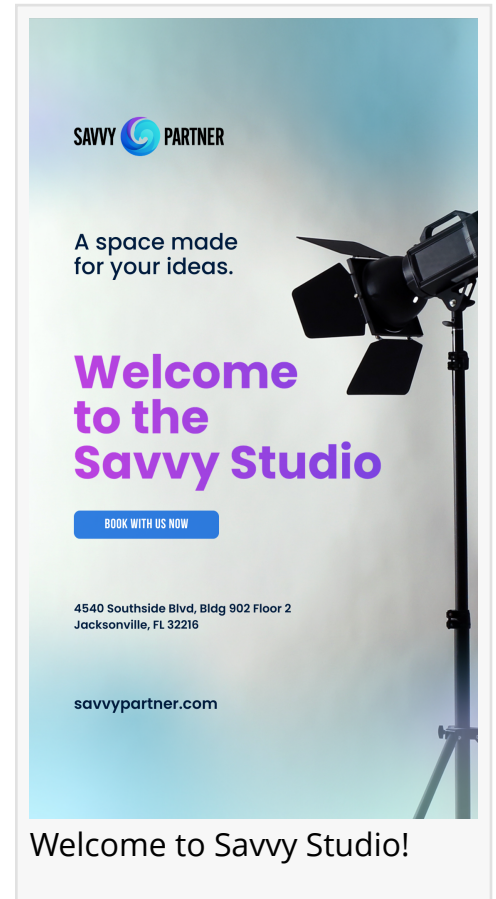 SAVVY PARTNER
A space made
for your ideas.
Welcome
to the
Savvy Studio
BOOK WITH US NOW
4540 Southside Blvd, Bldg 902 Floor 2
Jacksonville, FL 32216
savvypartner.com
Welcome to Savvy Studio!